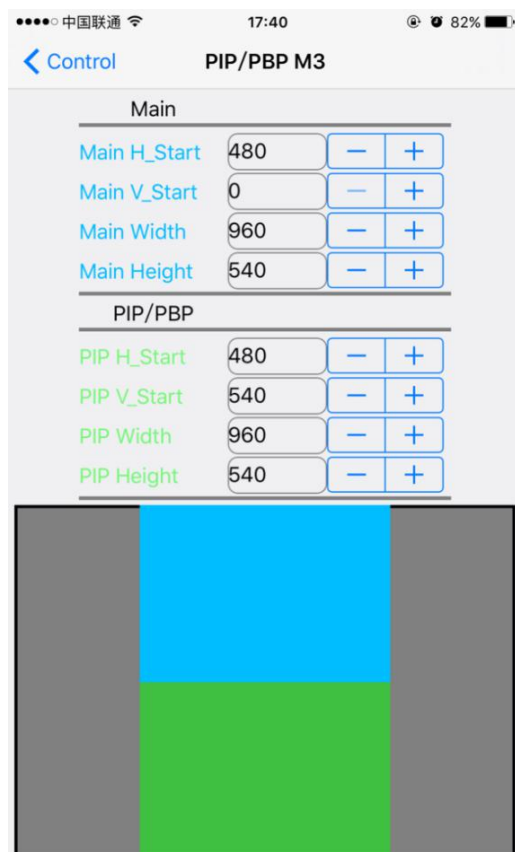 中国联通 17:40 82%
Control PIP/PBP M3
Main
Main H_Start 480 − +
Main V_Start 0 − +
Main Width 960 − +
Main Height 540 − +
PIP/PBP
PIP H_Start 480 − +
PIP V_Start 540 − +
PIP Width 960 − +
PIP Height 540 − +